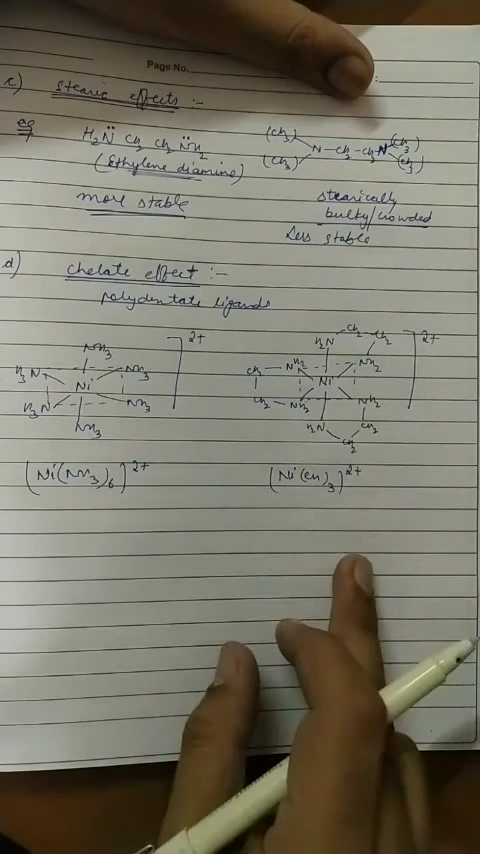 Page No.
c) Stearic effects :-
eg H₂N̈ CH₂ CH₂ N̈H₂
(CH₃) (CH₃) N — CH₂ — CH₂ N (CH₃) (CH₃)
(Ethylene diamine)
more stable
stearically
bulky/crowded
Less stable
d) Chelate effect :-
polydentate ligands
NH₃ 2+
H₃N NH₃
Ni
H₃N NH₃
NH₃
CH₂ CH₂ 2+
H₂N
CH₂ — NH₂ NH₂
Ni
CH₂ — NH₂ NH₂
H₂N CH₂
CH₂
(Ni(NH₃)₆)²⁺
(Ni(en)₃)²⁺